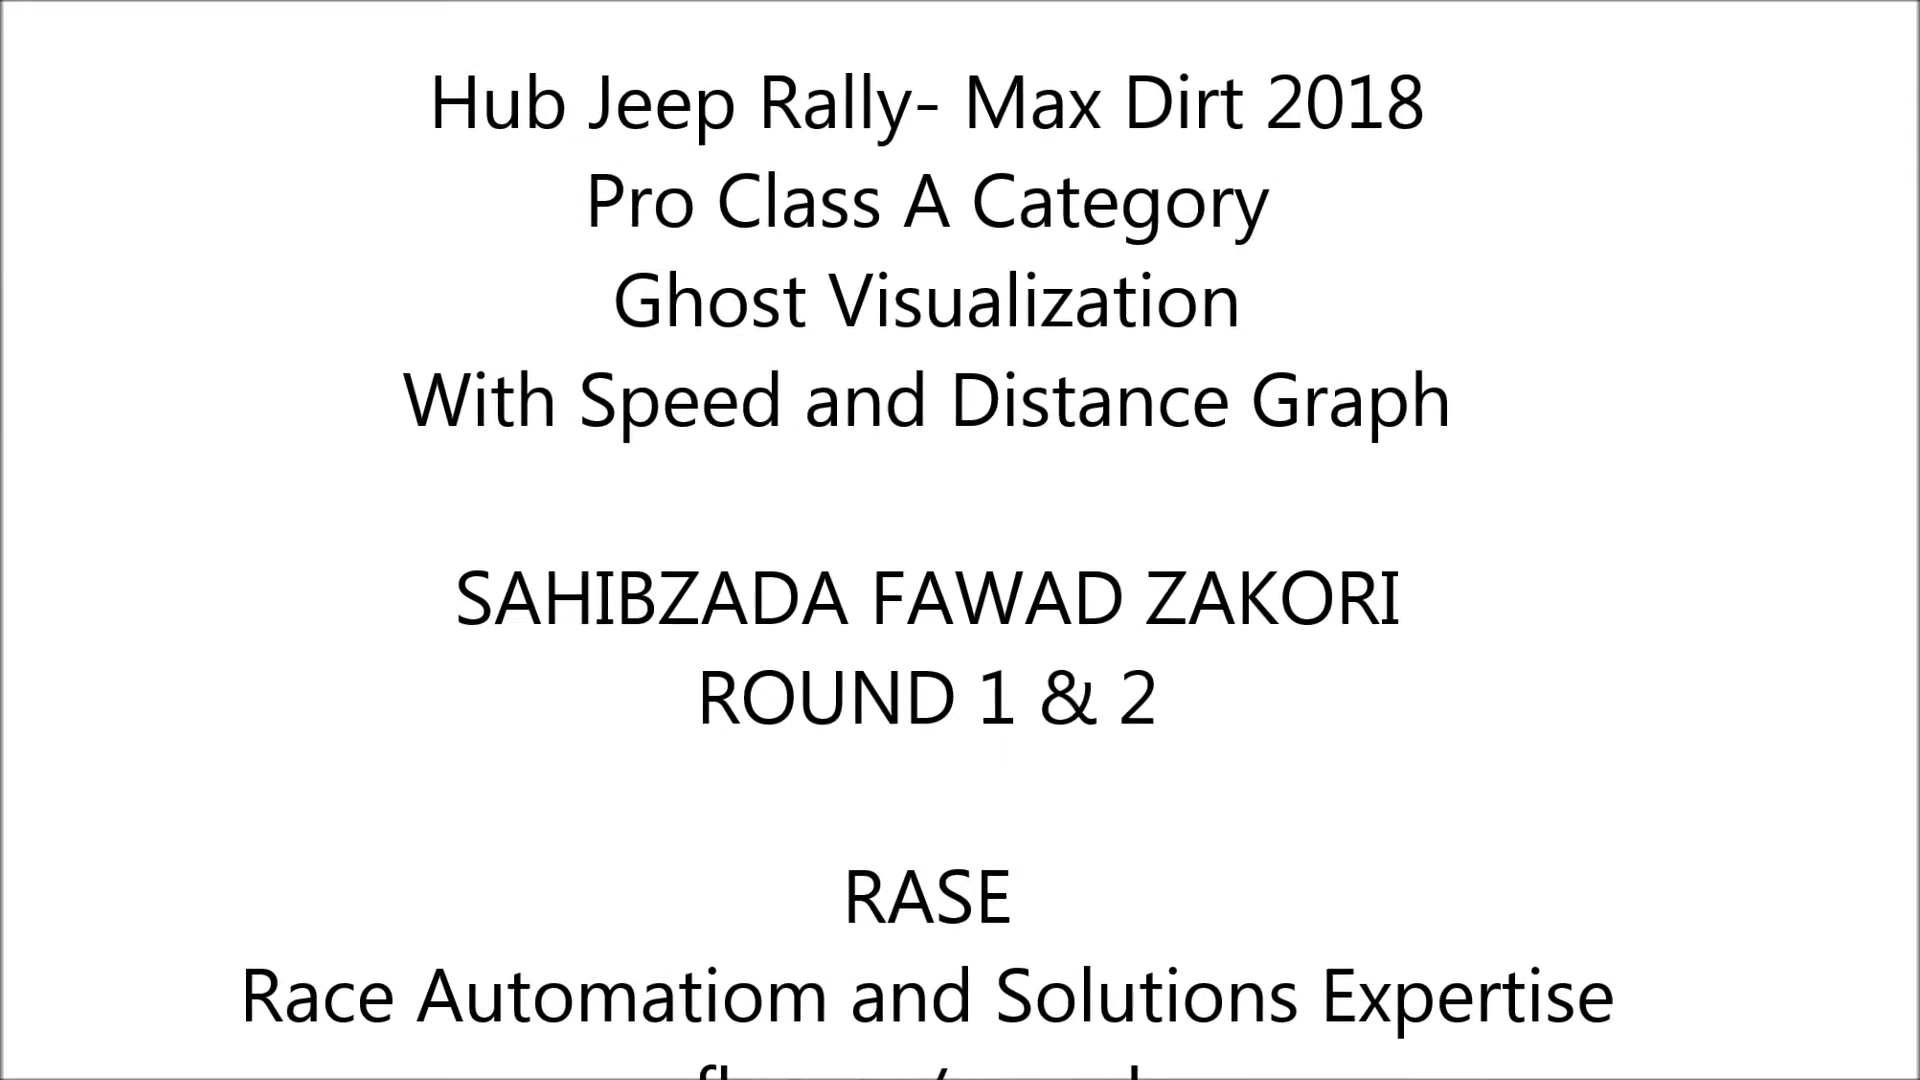 Hub Jeep Rally- Max Dirt 2018
Pro Class A Category
Ghost Visualization
With Speed and Distance Graph
SAHIBZADA FAWAD ZAKORI
ROUND 1 & 2
RASE
Race Automatiom and Solutions Expertise